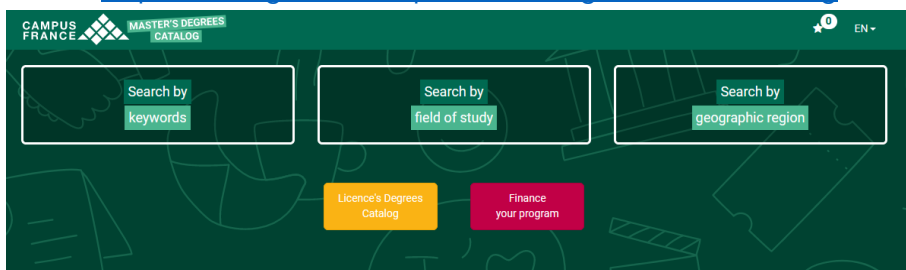 CAMPUS
FRANCE
MASTER'S DEGREES
CATALOG
0
EN
Search by
keywords
Search by
field of study
Search by
geographic region
Licence's Degrees
Catalog
Finance
your program